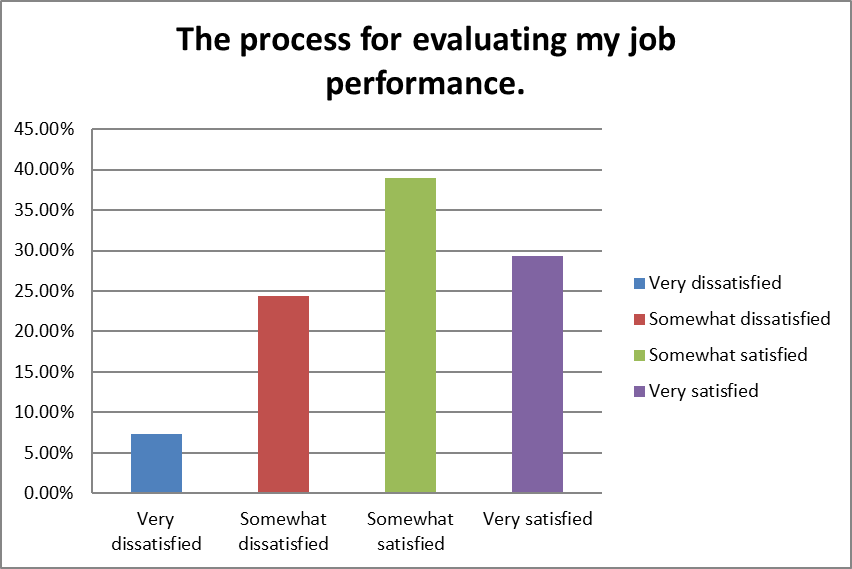 The process for evaluating my job
performance.
45.00%
40.00%
35.00%
30.00%
25.00%
20.00%
15.00%
10.00%
5.00%
0.00%
Very
dissatisfied
Somewhat
dissatisfied
Somewhat
satisfied
Very satisfied
Very dissatisfied
Somewhat dissatisfied
Somewhat satisfied
Very satisfied